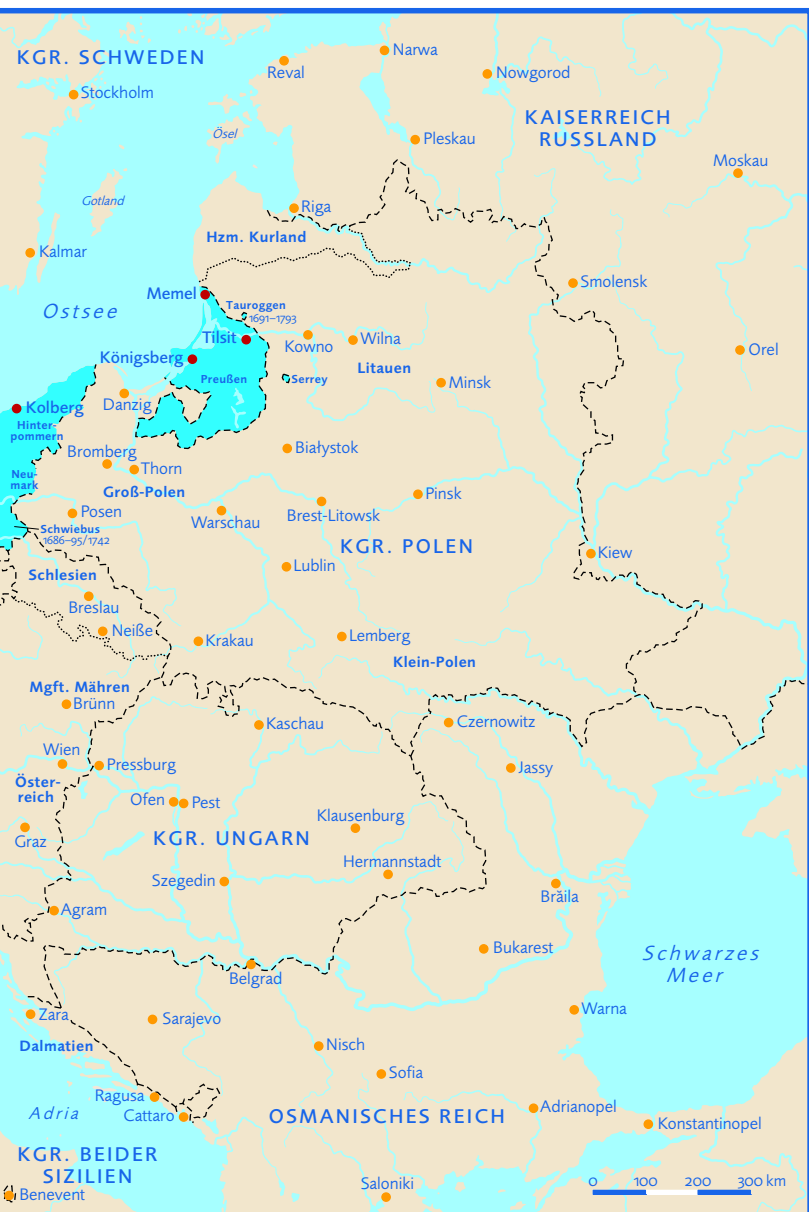 KGR. SCHWEDEN
Narwa
Reval
Nowgorod
Stockholm
KAISERREICH
RUSSLAND
Ösel
Pleskau
Moskau
Gotland
Riga
Hzm. Kurland
Kalmar
Smolensk
Memel
Tauroggen
1691–1793
Ostsee
Tilsit
Kowno
Wilna
Orel
Königsberg
Litauen
Preußen
Serrey
Minsk
Danzig
Kolberg
Hinter-
pommern
Białystok
Bromberg
Thorn
Neu-
mark
Groß-Polen
Pinsk
Posen
Warschau
Brest-Litowsk
Schwiebus
1686–95/1742
KGR. POLEN
Kiew
Lublin
Schlesien
Breslau
Neiße
Krakau
Lemberg
Klein-Polen
Mgft. Mähren
Brünn
Kaschau
Czernowitz
Wien
Pressburg
Jassy
Öster-
reich
Ofen
Pest
Klausenburg
Graz
KGR. UNGARN
Hermannstadt
Szegedin
Brăila
Agram
Bukarest
Schwarzes
Meer
Belgrad
Zara
Sarajevo
Warna
Dalmatien
Nisch
Sofia
Ragusa
Adria
Cattaro
OSMANISCHES REICH
Adrianopel
Konstantinopel
KGR. BEIDER
SIZILIEN
Benevent
Saloniki
0 100 200 300 km